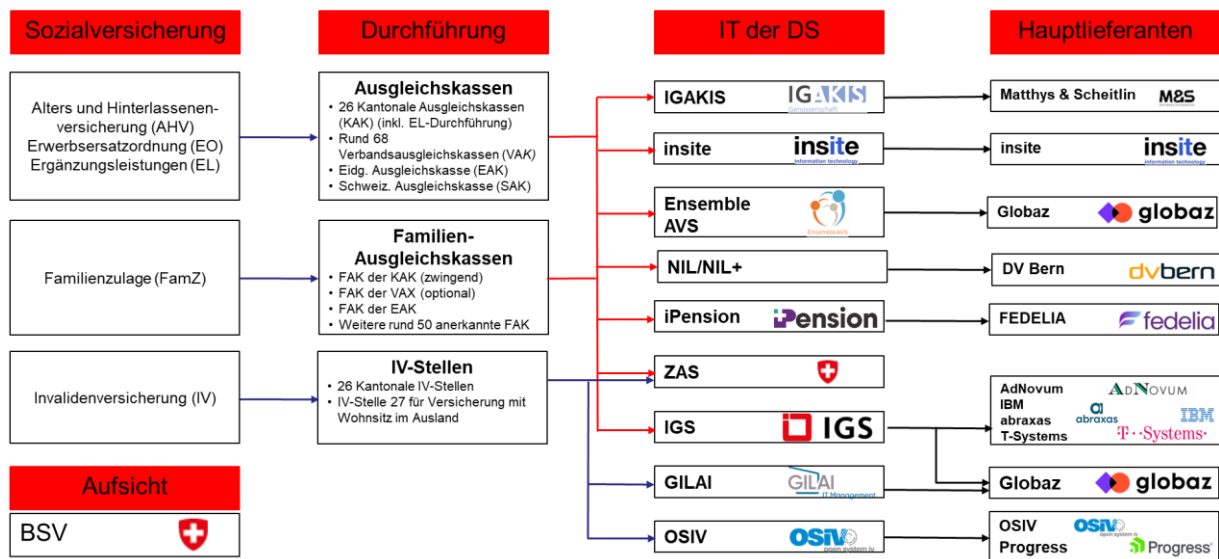 Sozialversicherung
Durchführung
IT der DS
Hauptlieferanten
Alters und Hinterlassenen-
versicherung (AHV)
Erwerbsersatzordnung (EO)
Ergänzungsleistungen (EL)
Ausgleichskassen
• 26 Kantonale Ausgleichskassen
(KAK) (inkl. EL-Durchführung)
• Rund 68
Verbandsausgleichskassen (VAK)
• Eidg. Ausgleichskasse (EAK)
• Schweiz. Ausgleichskasse (SAK)
IGAKIS
IGAKIS
Genossenschaft
Matthys & Scheitlin
M&S
insite
insite
information technology
insite
insite
information technology
Ensemble
AVS
EnsembleAVS
Globaz
globaz
Familienzulage (FamZ)
Familien-
Ausgleichskassen
• FAK der KAK (zwingend)
• FAK der VAX (optional)
• FAK der EAK
• Weitere rund 50 anerkannte FAK
NIL/NIL+
DV Bern
dvbern
iPension
iPension
FEDELIA
fedelia
Invalidenversicherung (IV)
IV-Stellen
• 26 Kantonale IV-Stellen
• IV-Stelle 27 für Versicherung mit
Wohnsitz im Ausland
ZAS
IGS
IGS
AdNovum
IBM
abraxas
T-Systems
ADNOVUM
abraxas
IBM
T··Systems·
Aufsicht
BSV
GILAI
GILAI
IT Management
Globaz
globaz
OSIV
OSIV
open system iv
OSIV
Progress
OSIV
open system iv
Progress